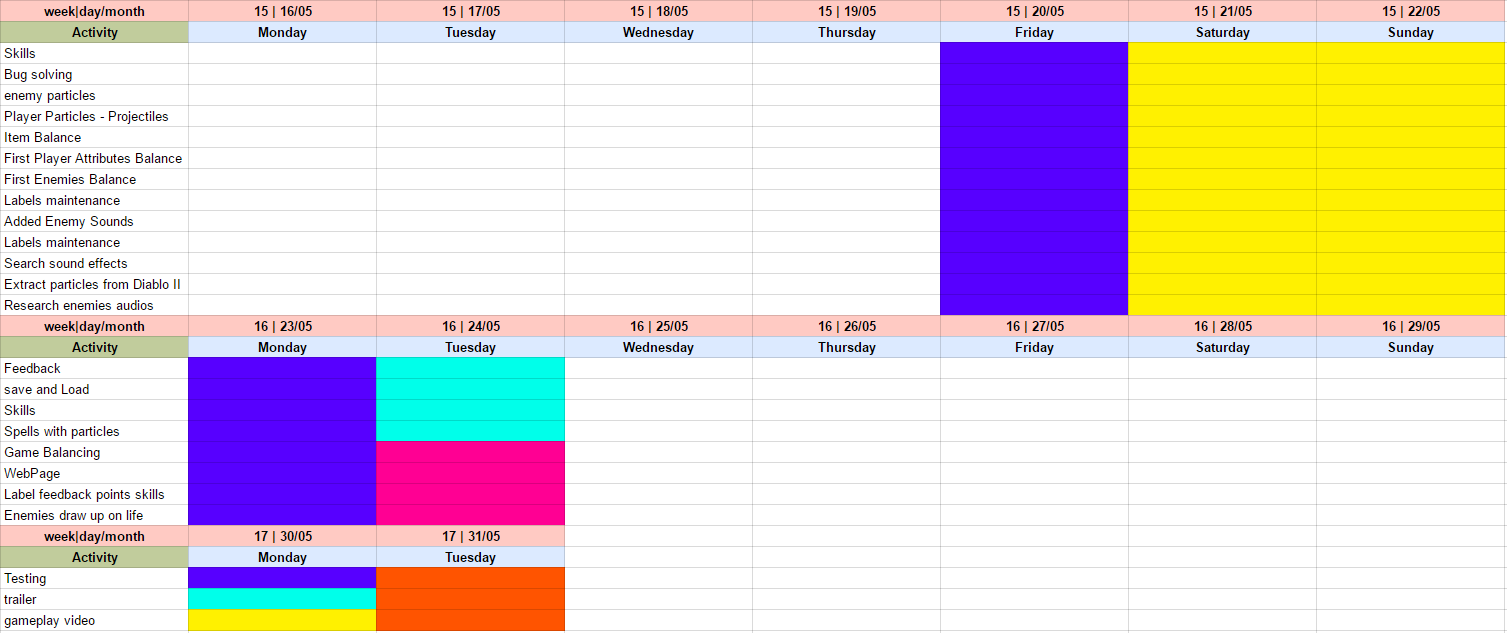 week|day/month 15 | 16/05 15 | 17/05 15 | 18/05 15 | 19/05 15 | 20/05 15 | 21/05 15 | 22/05
Activity Monday Tuesday Wednesday Thursday Friday Saturday Sunday
Skills
Bug solving
enemy particles
Player Particles - Projectiles
Item Balance
First Player Attributes Balance
First Enemies Balance
Labels maintenance
Added Enemy Sounds
Labels maintenance
Search sound effects
Extract particles from Diablo II
Research enemies audios
week|day/month 16 | 23/05 16 | 24/05 16 | 25/05 16 | 26/05 16 | 27/05 16 | 28/05 16 | 29/05
Activity Monday Tuesday Wednesday Thursday Friday Saturday Sunday
Feedback
save and Load
Skills
Spells with particles
Game Balancing
WebPage
Label feedback points skills
Enemies draw up on life
week|day/month 17 | 30/05 17 | 31/05
Activity Monday Tuesday
Testing
trailer
gameplay video